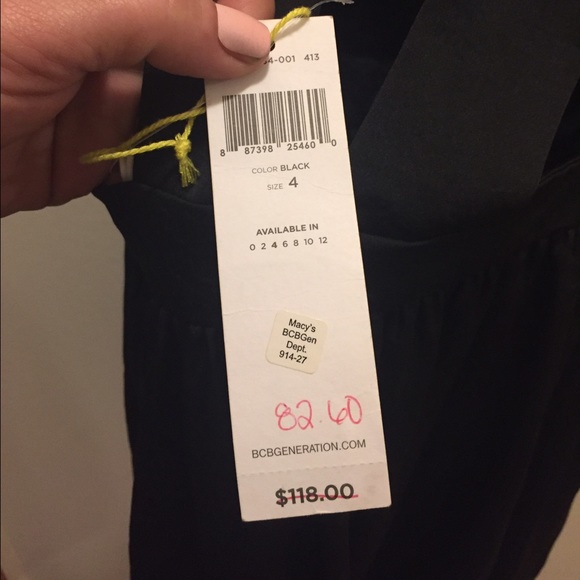 4-001 413
8 87398 25460 0
COLOR BLACK
SIZE 4
AVAILABLE IN
0 2 4 6 8 10 12
Macy's
BCBGen
Dept.
914-27
82.60
BCBGENERATION.COM
$118.00